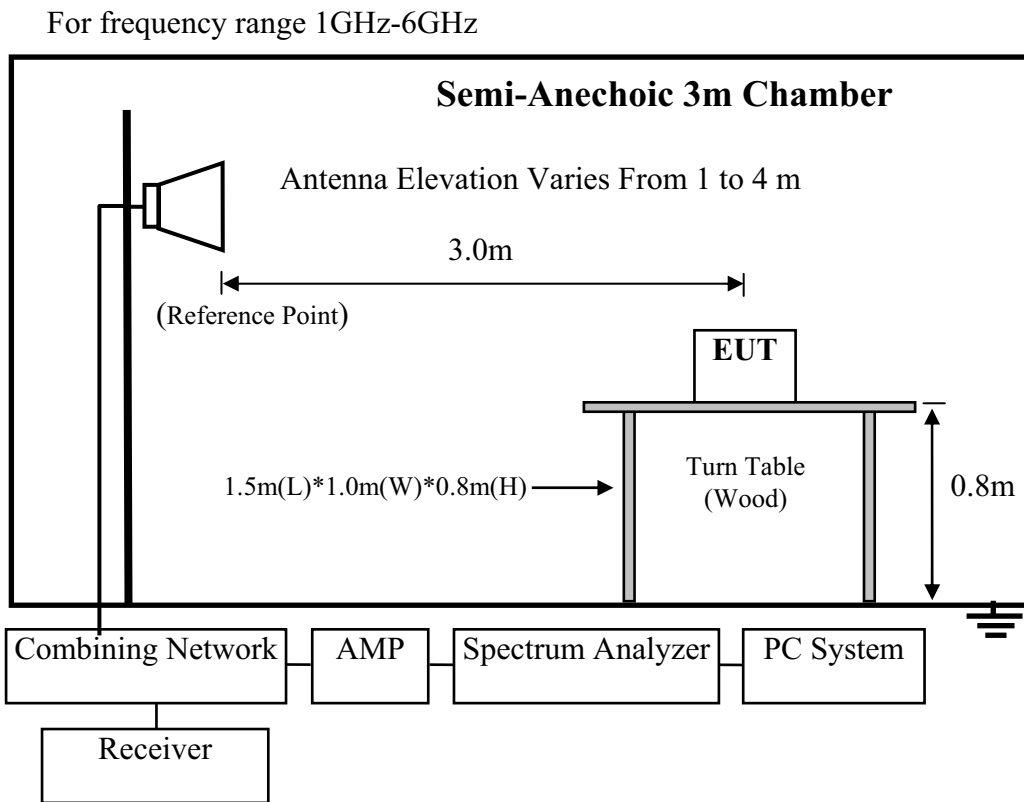 For frequency range 1GHz-6GHz
Semi-Anechoic 3m Chamber
Antenna Elevation Varies From 1 to 4 m
3.0m
(Reference Point)
EUT
1.5m(L)*1.0m(W)*0.8m(H)
Turn Table
(Wood)
0.8m
Combining Network
AMP
Spectrum Analyzer
PC System
Receiver